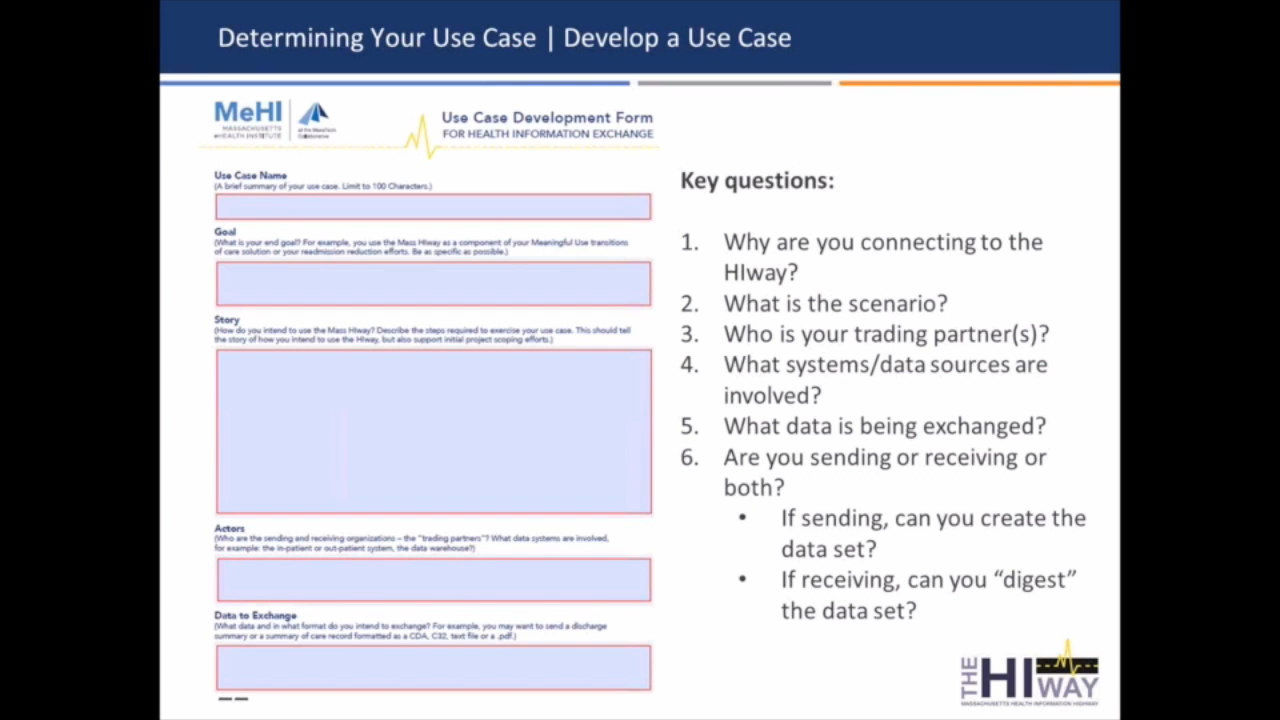 Determining Your Use Case | Develop a Use Case
MeHI
MASSACHUSETTS
eHEALTH INSTITUTE
at the MassTech
Collaborative
Use Case Development Form
FOR HEALTH INFORMATION EXCHANGE
Use Case Name
(A brief summary of your use case. Limit to 100 Characters.)
Goal
(What is your end goal? For example, you use the Mass HIway as a component of your Meaningful Use transitions
of care solution or your readmission reduction efforts. Be as specific as possible.)
Story
(How do you intend to use the Mass HIway? Describe the steps required to exercise your use case. This should tell
the story of how you intend to use the HIway, but also support initial project scoping efforts.)
Actors
(Who are the sending and receiving organizations – the "trading partners"? What data systems are involved,
for example: the in-patient or out-patient system, the data warehouse?)
Data to Exchange
(What data and in what format do you intend to exchange? For example, you may want to send a discharge
summary or a summary of care record formatted as a CDA, C32, text file or a .pdf.)
Key questions:
1. Why are you connecting to the
HIway?
2. What is the scenario?
3. Who is your trading partner(s)?
4. What systems/data sources are
involved?
5. What data is being exchanged?
6. Are you sending or receiving or
both?
• If sending, can you create the
data set?
• If receiving, can you “digest”
the data set?
THE
HIWAY
MASSACHUSETTS HEALTH INFORMATION HIGHWAY